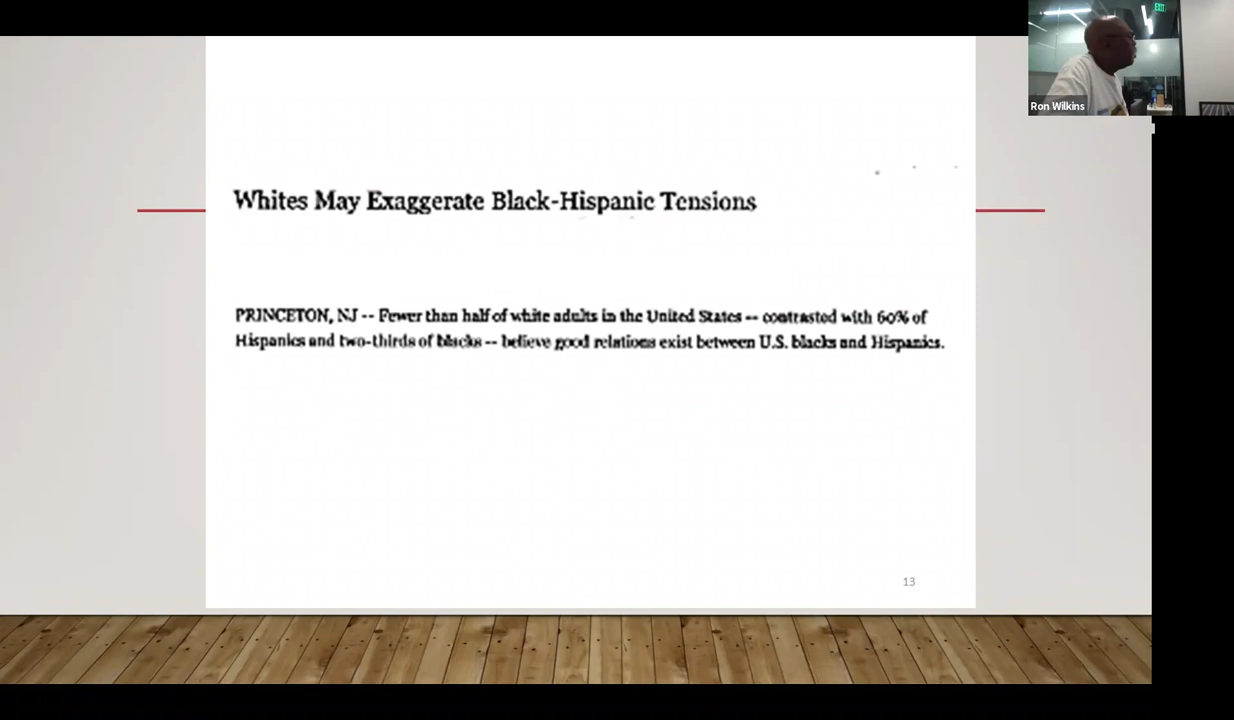 EXIT
Ron Wilkins
Whites May Exaggerate Black-Hispanic Tensions
PRINCETON, NJ -- Fewer than half of white adults in the United States -- contrasted with 60% of
Hispanics and two-thirds of blacks -- believe good relations exist between U.S. blacks and Hispanics.
13